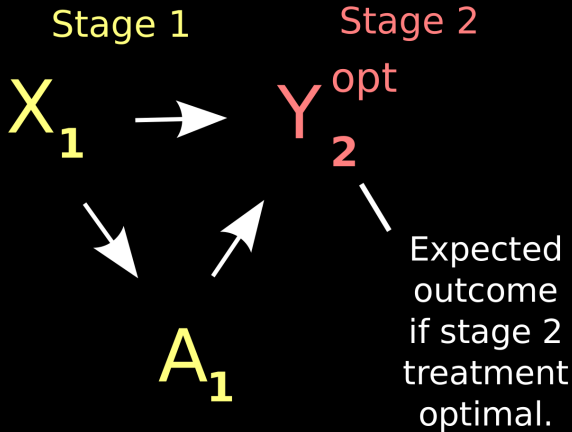 Stage 1
Stage 2
X1
Y2opt
A1
Expected
outcome
if stage 2
treatment
optimal.